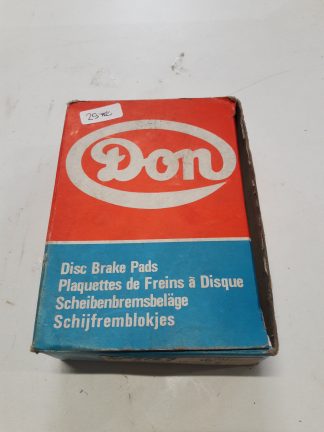 Don
Disc Brake Pads
Plaquettes de Freins à Disque
Scheibenbremsbeläge
Schijfremblokjes